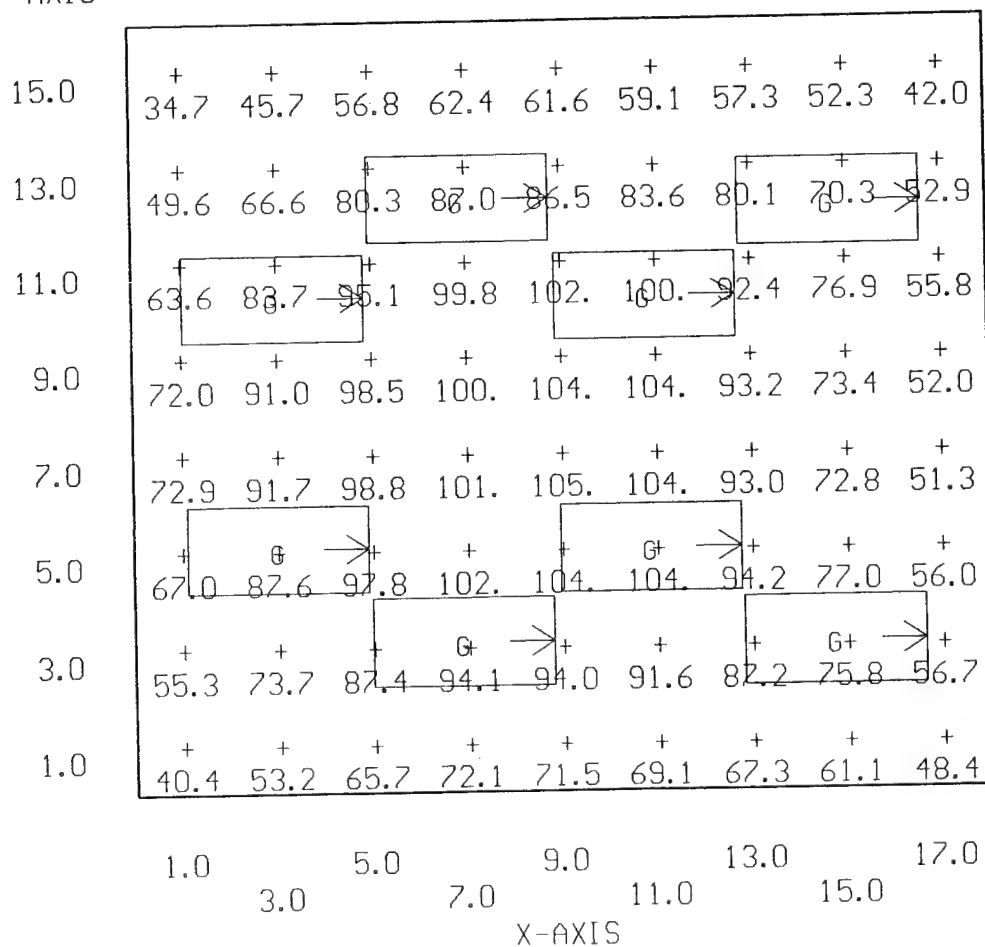 15.0 34.7 45.7 56.8 62.4 61.6 59.1 57.3 52.3 42.0
13.0 49.6 66.6 80.3 87.0 86.5 83.6 80.1 70.3 52.9
G G
11.0 63.6 83.7 95.1 99.8 102. 100. 92.4 76.9 55.8
G G
9.0 72.0 91.0 98.5 100. 104. 104. 93.2 73.4 52.0
7.0 72.9 91.7 98.8 101. 105. 104. 93.0 72.8 51.3
G G
5.0 67.0 87.6 97.8 102. 104. 104. 94.2 77.0 56.0
G G
3.0 55.3 73.7 87.4 94.1 94.0 91.6 87.2 75.8 56.7
1.0 40.4 53.2 65.7 72.1 71.5 69.1 67.3 61.1 48.4
1.0 5.0 9.0 13.0 17.0
3.0 7.0 11.0 15.0
X-AXIS